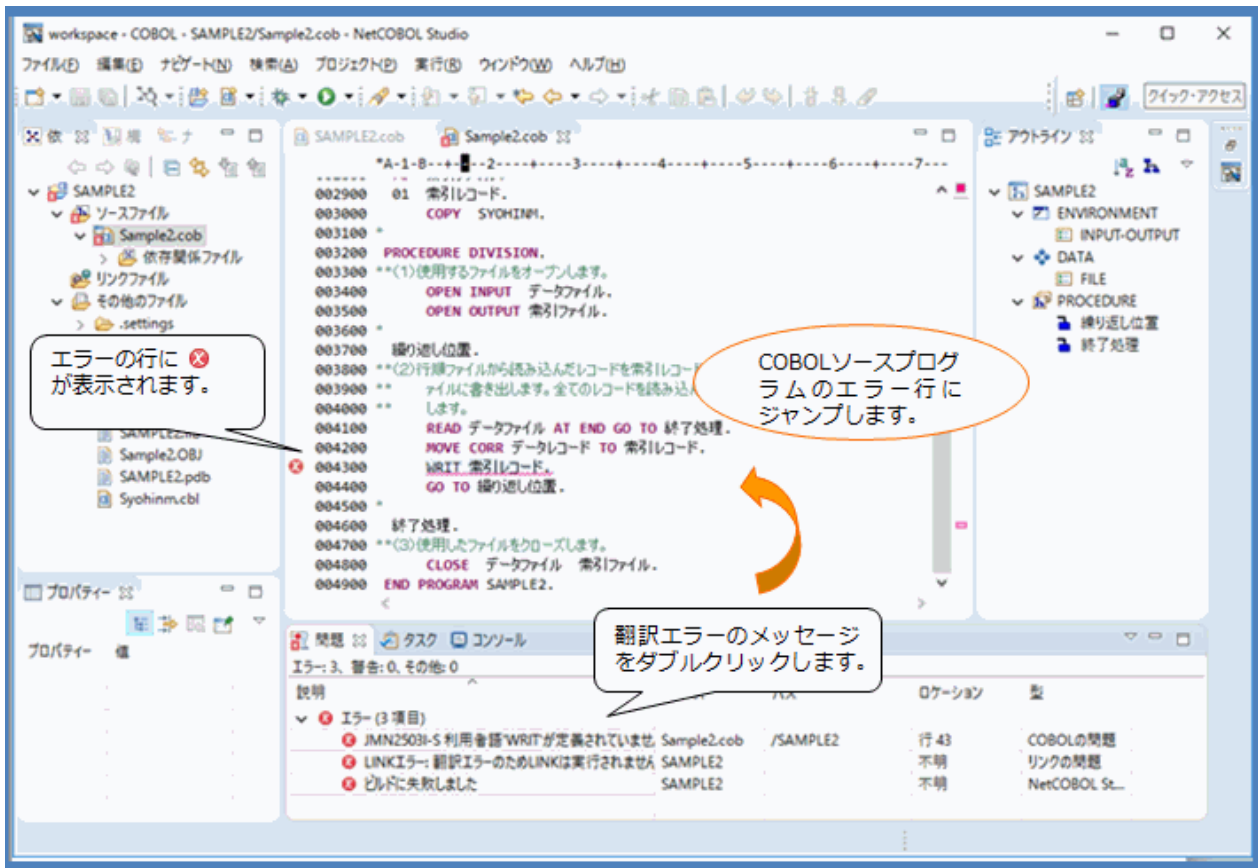 workspace - COBOL - SAMPLE2/Sample2.cob - NetCOBOL Studio
ファイル(F) 編集(E) ナビゲート(N) 検索(A) プロジェクト(P) 実行(R) ウィンドウ(W) ヘルプ(H)
クイック・アクセス
依 構 ナ
SAMPLE2
ソースファイル
Sample2.cob
依存関係ファイル
リンクファイル
その他のファイル
.settings
エラーの行に
が表示されます。
SAMPLE2.lib
Sample2.OBJ
SAMPLE2.pdb
Syohinm.cbl
プロパティー
プロパティー 値
SAMPLE2.cob Sample2.cob
*A-1-B--+----2----+----3----+----4----+----5----+----6----+----7---
002900 01 索引レコード.
003000 COPY SYOHINM.
003100 *
003200 PROCEDURE DIVISION.
003300 **(1)使用するファイルをオープンします。
003400 OPEN INPUT データファイル.
003500 OPEN OUTPUT 索引ファイル.
003600 *
003700 繰り返し位置.
003800 **(2)行順ファイルから読み込んだレコードを索引レコード
003900 ** ァイルに書き出します。全てのレコードを読み込
004000 ** します。
004100 READ データファイル AT END GO TO 終了処理.
004200 MOVE CORR データレコード TO 索引レコード.
004300 WRIT 索引レコード.
004400 GO TO 繰り返し位置.
004500 *
004600 終了処理.
004700 **(3)使用したファイルをクローズします。
004800 CLOSE データファイル 索引ファイル.
004900 END PROGRAM SAMPLE2.
COBOLソースプログ
ラムのエラー行に
ジャンプします。
アウトライン
SAMPLE2
ENVIRONMENT
INPUT-OUTPUT
DATA
FILE
PROCEDURE
繰り返し位置
終了処理
翻訳エラーのメッセージ
をダブルクリックします。
問題 タスク コンソール
エラー: 3、警告: 0、その他: 0
説明 パス ロケーション 型
エラー (3 項目)
JMN2503I-S 利用者語'WRIT'が定義されていませ Sample2.cob /SAMPLE2 行 43 COBOLの問題
LINKエラー: 翻訳エラーのためLINKは実行されません SAMPLE2 不明 リンクの問題
ビルドに失敗しました SAMPLE2 不明 NetCOBOL St...